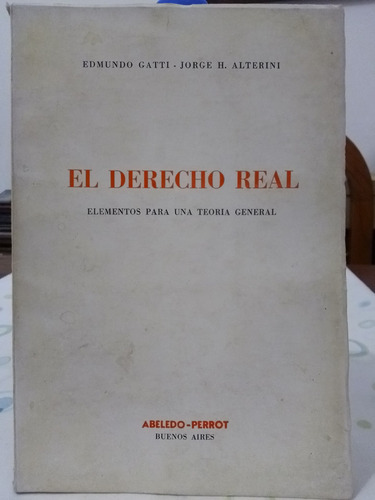 EDMUNDO GATTI - JORGE H. ALTERINI
EL DERECHO REAL
ELEMENTOS PARA UNA TEORIA GENERAL
ABELEDO-PERROT
BUENOS AIRES